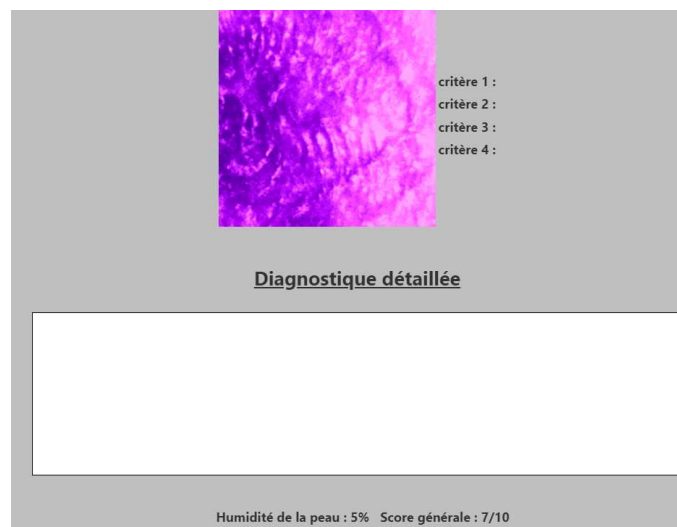 critère 1 :
critère 2 :
critère 3 :
critère 4 :
Diagnostique détaillée
Humidité de la peau : 5% Score générale : 7/10